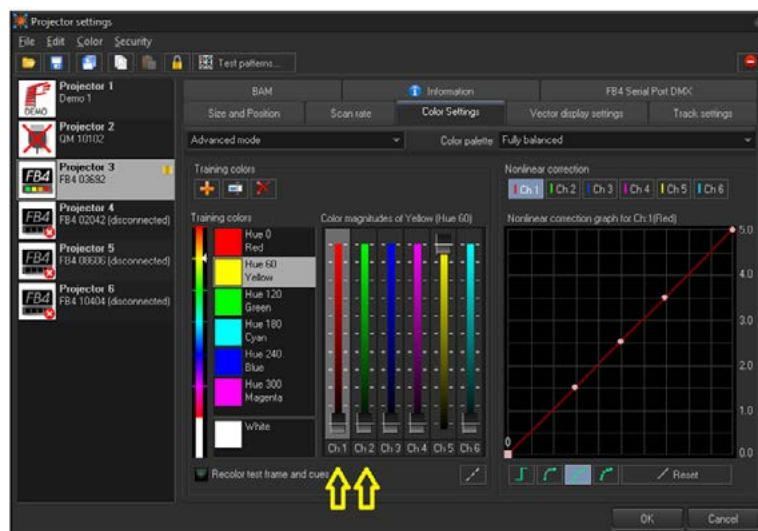 Projector settings
File Edit Color Security
Test patterns...
Projector 1
Demo 1
DEMO
Projector 2
QM 10102
Projector 3
FB4 03692
FB4
Projector 4
FB4 02042 (disconnected)
FB4
Projector 5
FB4 08606 (disconnected)
FB4
Projector 6
FB4 10404 (disconnected)
FB4
BAM Information FB4 Serial Port DMX
Size and Position Scan rate Color Settings Vector display settings Track settings
Advanced mode Color palette Fully balanced
Training colors
Training colors
Hue 0
Red
Hue 60
Yellow
Hue 120
Green
Hue 180
Cyan
Hue 240
Blue
Hue 300
Magenta
White
Color magnitudes of Yellow (Hue 60)
Ch 1 Ch 2 Ch 3 Ch 4 Ch 5 Ch 6
Recolor test frame and cues
Nonlinear correction
Ch 1 Ch 2 Ch 3 Ch 4 Ch 5 Ch 6
Nonlinear correction graph for Ch:1(Red)
5.0
4.0
3.0
2.0
1.0
0 0.0
Reset
OK Cancel